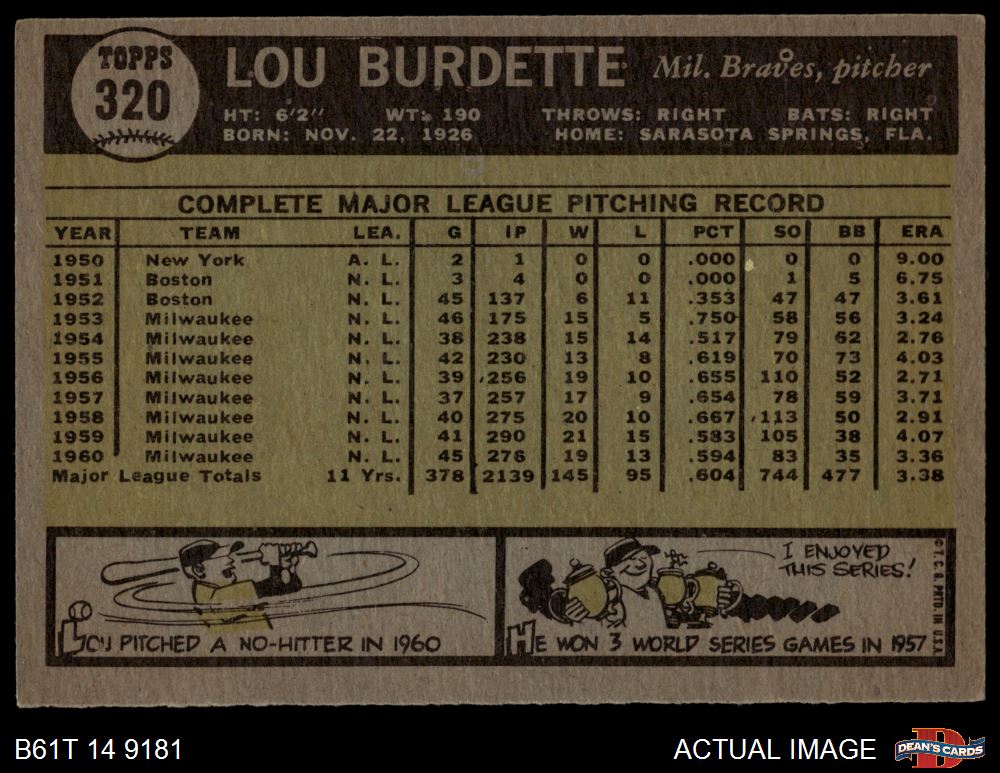 TOPPS
320
LOU BURDETTE Mil. Braves, pitcher
HT: 6'2" WT: 190 THROWS: RIGHT BATS: RIGHT
BORN: NOV. 22, 1926 HOME: SARASOTA SPRINGS, FLA.
COMPLETE MAJOR LEAGUE PITCHING RECORD
YEAR TEAM LEA. G IP W L PCT SO BB ERA
1950 New York A. L. 2 1 0 0 .000 0 0 9.00
1951 Boston N. L. 3 4 0 0 .000 1 5 6.75
1952 Boston N. L. 45 137 6 11 .353 47 47 3.61
1953 Milwaukee N. L. 46 175 15 5 .750 58 56 3.24
1954 Milwaukee N. L. 38 238 15 14 .517 79 62 2.76
1955 Milwaukee N. L. 42 230 13 8 .619 70 73 4.03
1956 Milwaukee N. L. 39 256 19 10 .655 110 52 2.71
1957 Milwaukee N. L. 37 257 17 9 .654 78 59 3.71
1958 Milwaukee N. L. 40 275 20 10 .667 113 50 2.91
1959 Milwaukee N. L. 41 290 21 15 .583 105 38 4.07
1960 Milwaukee N. L. 45 276 19 13 .594 83 35 3.36
Major League Totals 11 Yrs. 378 2139 145 95 .604 744 477 3.38
I ENJOYED
THIS SERIES!
LOU PITCHED A NO-HITTER IN 1960
HE WON 3 WORLD SERIES GAMES IN 1957
© T. C. G. PRTD. IN U.S.A.
B61T 14 9181
ACTUAL IMAGE
D
DEAN'S CARDS